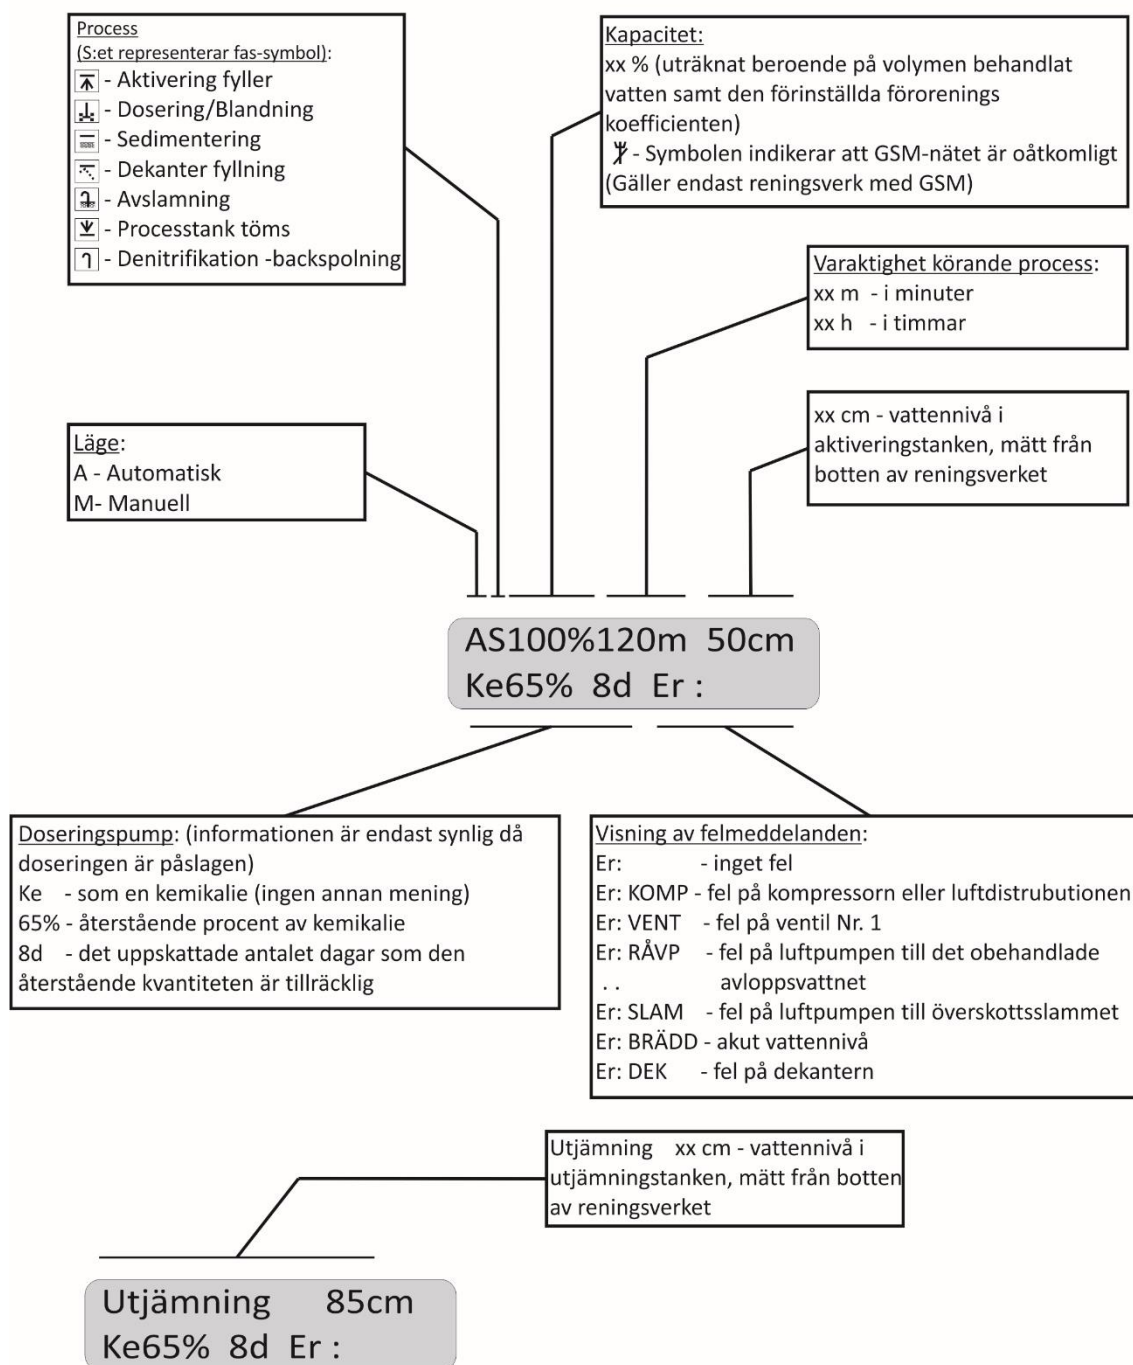 Process
(S:et representerar fas-symbol):
- Aktivering fyller
- Dosering/Blandning
- Sedimentering
- Dekanter fyllning
- Avslamning
- Processtank töms
- Denitrifikation -backspolning
Kapacitet:
xx % (uträknat beroende på volymen behandlat
vatten samt den förinställda förorenings
koefficienten)
- Symbolen indikerar att GSM-nätet är oåtkomligt
(Gäller endast reningsverk med GSM)
Varaktighet körande process:
xx m - i minuter
xx h - i timmar
xx cm - vattennivå i
aktiveringstanken, mätt från
botten av reningsverket
Läge:
A - Automatisk
M- Manuell
AS100%120m 50cm
Ke65% 8d Er :
Doseringspump: (informationen är endast synlig då
doseringen är påslagen)
Ke - som en kemikalie (ingen annan mening)
65% - återstående procent av kemikalie
8d - det uppskattade antalet dagar som den
återstående kvantiteten är tillräcklig
Visning av felmeddelanden:
Er: - inget fel
Er: KOMP - fel på kompressorn eller luftdistrubutionen
Er: VENT - fel på ventil Nr. 1
Er: RÅVP - fel på luftpumpen till det obehandlade
. . avloppsvattnet
Er: SLAM - fel på luftpumpen till överskottsslammet
Er: BRÄDD - akut vattennivå
Er: DEK - fel på dekantern
Utjämning xx cm - vattennivå i
utjämningstanken, mätt från botten
av reningsverket
Utjämning 85cm
Ke65% 8d Er :